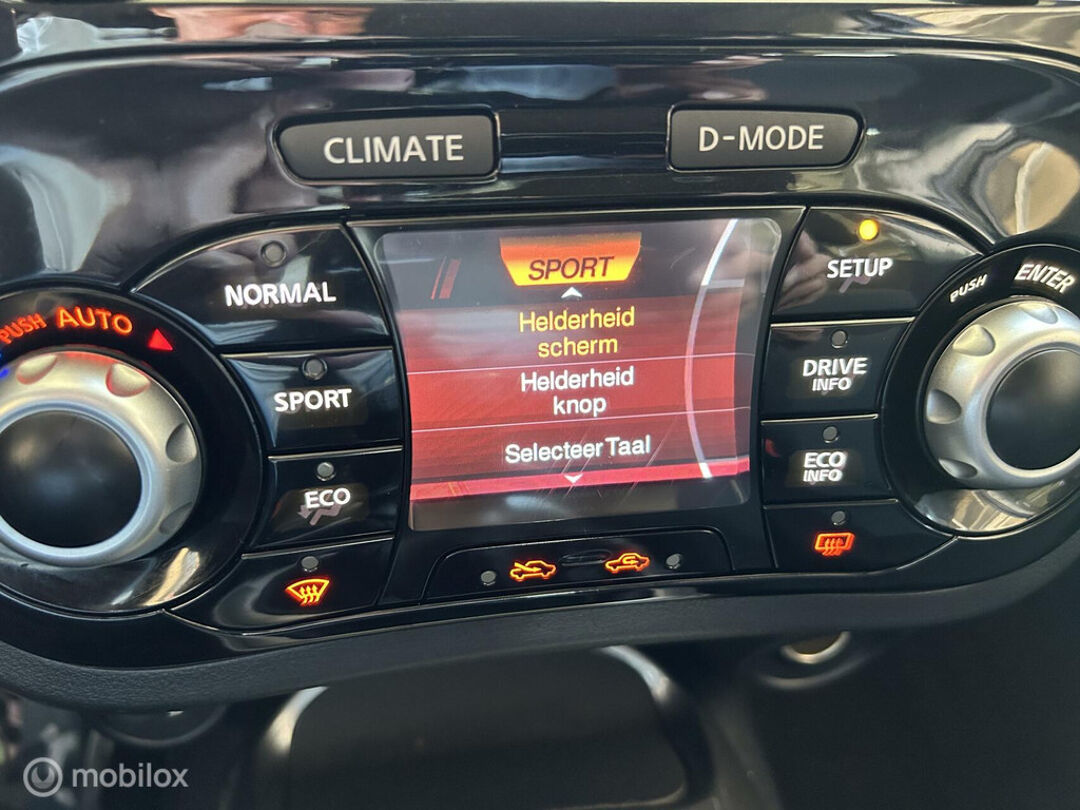 CLIMATE
D-MODE
NORMAL
SPORT
SETUP
PUSH ENTER
PUSH AUTO
Helderheid
scherm
DRIVE
INFO
SPORT
Helderheid
knop
Selecteer Taal
ECO
INFO
ECO
mobilox